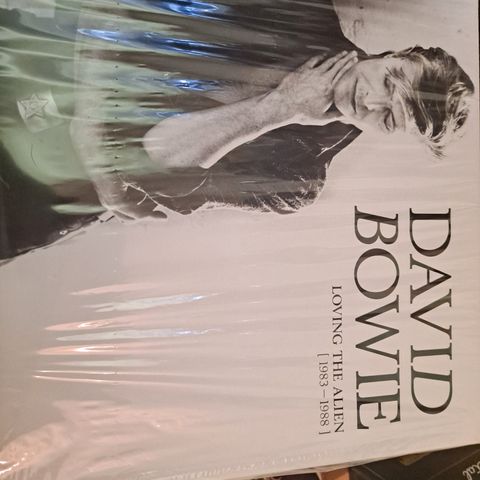 DAVID
BOWIE
LOVING THE ALIEN
[1983–1988]